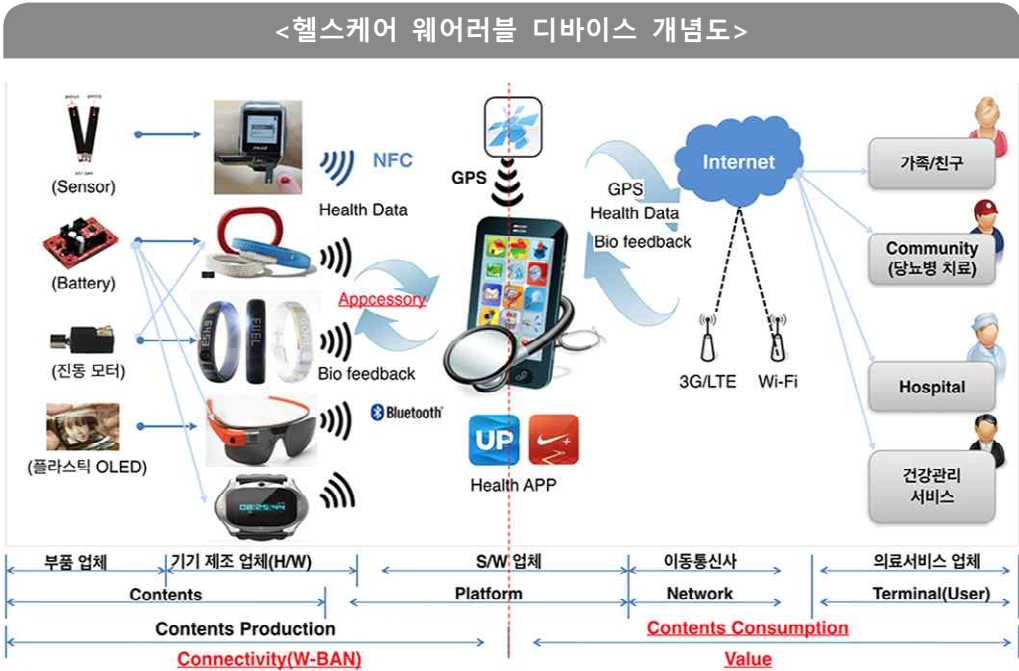 <헬스케어 웨어러블 디바이스 개념도>
(Sensor)
(Battery)
(진동 모터)
(플라스틱 OLED)
NFC
Health Data
Appcessory
Bio feedback
Bluetooth
08:25:44
FUEL
GPS
UP
Health APP
GPS
Health Data
Bio feedback
Internet
3G/LTE
Wi-Fi
가족/친구
Community
(당뇨병 치료)
Hospital
건강관리
서비스
부품 업체
기기 제조 업체(H/W)
S/W 업체
이동통신사
의료서비스 업체
Contents
Platform
Network
Terminal(User)
Contents Production
Contents Consumption
Connectivity(W-BAN)
Value